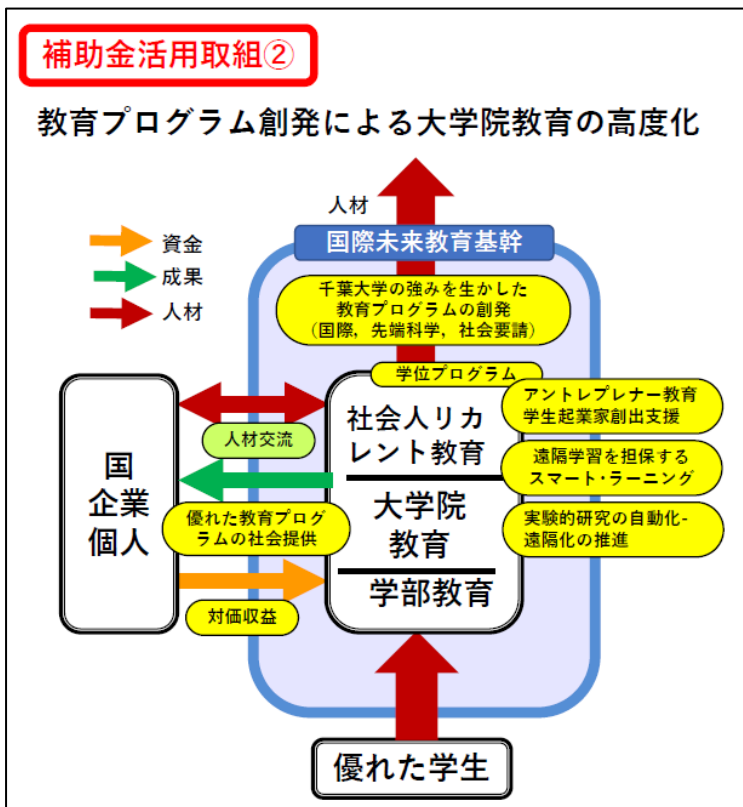 補助金活用取組②
教育プログラム創発による大学院教育の高度化
資金
成果
人材
人材
国際未来教育基幹
千葉大学の強みを生かした
教育プログラムの創発
(国際，先端科学，社会要請)
学位プログラム
社会人リカ
レント教育
大学院
教育
学部教育
アントレプレナー教育
学生起業家創出支援
遠隔学習を担保する
スマート・ラーニング
実験的研究の自動化-
遠隔化の推進
国
企業
個人
人材交流
優れた教育プログ
ラムの社会提供
対価収益
優れた学生